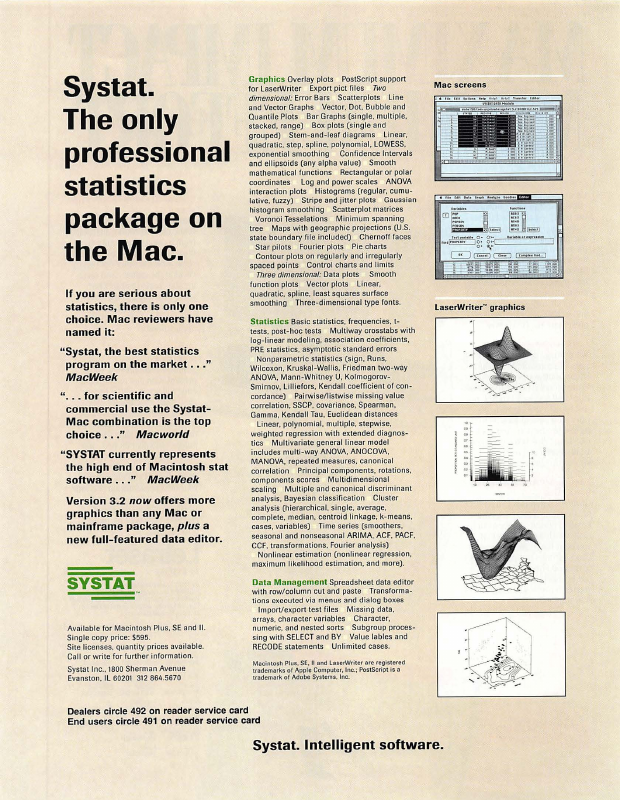 Systat.
The only
professional
statistics
package on
the Mac.
If you are serious about
statistics, there is only one
choice. Mac reviewers have
named it:
“Systat, the best statistics
program on the market . . .”
MacWeek
“. . . for scientific and
commercial use the Systat-
Mac combination is the top
choice . . .” Macworld
“SYSTAT currently represents
the high end of Macintosh stat
software . . .” MacWeek
Version 3.2 now offers more
graphics than any Mac or
mainframe package, plus a
new full-featured data editor.
SYSTAT™
Available for Macintosh Plus, SE and II.
Single copy price: $595.
Site licenses, quantity prices available.
Call or write for further information.
Systat Inc., 1800 Sherman Avenue
Evanston, IL 60201 312 864.5670
Dealers circle 492 on reader service card
End users circle 491 on reader service card
Graphics Overlay plots PostScript support
for LaserWriter Export pict files Two
dimensional: Error Bars Scatterplots Line
and Vector Graphs Vector, Dot, Bubble and
Quantile Plots Bar Graphs (single, multiple,
stacked, range) Box plots (single and
grouped) Stem-and-leaf diagrams Linear,
quadratic, step, spline, polynomial, LOWESS,
exponential smoothing Confidence Intervals
and ellipsoids (any alpha value) Smooth
mathematical functions Rectangular or polar
coordinates Log and power scales ANOVA
interaction plots Histograms (regular, cumu-
lative, fuzzy) Stripe and jitter plots Gaussian
histogram smoothing Scatterplot matrices
Voronoi Tesselations Minimum spanning
tree Maps with geographic projections (U.S.
state boundary file included) Chernoff faces
Star pilots Fourier plots Pie charts
Contour plots on regularly and irregularly
spaced points Control charts and limits
Three dimensional: Data plots Smooth
function plots Vector plots Linear,
quadratic, spline, least squares surface
smoothing Three-dimensional type fonts.
Statistics Basic statistics, frequencies, t-
tests, post-hoc tests Multiway crosstabs with
log-linear modeling, association coefficients,
PRE statistics, asymptotic standard errors
Nonparametric statistics (sign, Runs,
Wilcoxon, Kruskal-Wallis, Friedman two-way
ANOVA, Mann-Whitney U, Kolmogorov-
Smirnov, Lilliefors, Kendall coefficient of con-
cordance) Pairwise/listwise missing value
correlation, SSCP, covariance, Spearman,
Gamma, Kendall Tau, Euclidean distances
Linear, polynomial, multiple, stepwise,
weighted regression with extended diagnos-
tics Multivariate general linear model
includes multi-way ANOVA, ANOCOVA,
MANOVA, repeated measures, canonical
correlation Principal components, rotations,
components scores Multidimensional
scaling Multiple and canonical discriminant
analysis, Bayesian classification Cluster
analysis (hierarchical, single, average,
complete, median, centroid linkage, k-means,
cases, variables) Time series (smoothers,
seasonal and nonseasonal ARIMA, ACF, PACF,
CCF, transformations, Fourier analysis)
Nonlinear estimation (nonlinear regression,
maximum likelihood estimation, and more).
Data Management Spreadsheet data editor
with row/column cut and paste Transforma-
tions executed via menus and dialog boxes
Import/export test files Missing data,
arrays, character variables Character,
numeric, and nested sorts Subgroup proces-
sing with SELECT and BY Value lables and
RECODE statements Unlimited cases.
Macintosh Plus, SE, II and LaserWriter are registered
trademarks of Apple Computer, Inc.; PostScript is a
trademark of Adobe Systems, Inc.
Mac screens
LaserWriter™ graphics
Systat. Intelligent software.